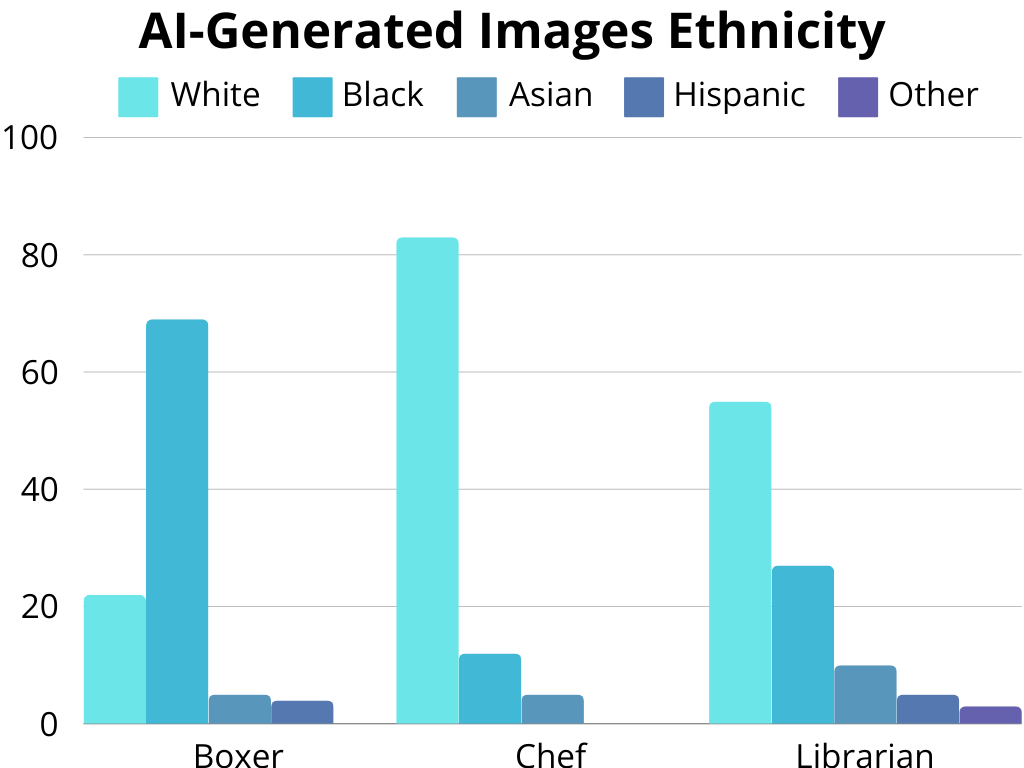 AI-Generated Images Ethnicity
White Black Asian Hispanic Other
100
80
60
40
20
0
Boxer Chef Librarian